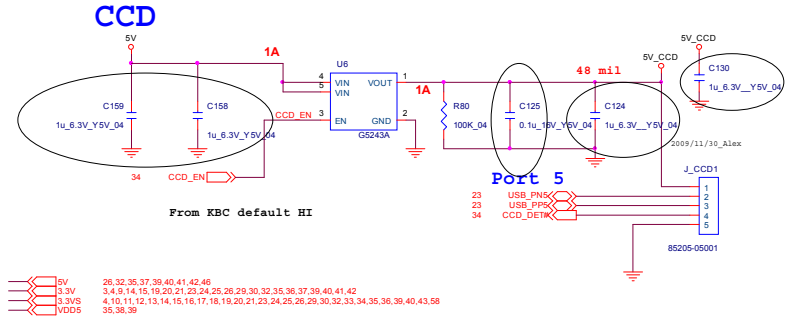 CCD
5V
5V_CCD
5V_CCD
1A
U6
48 mil
C130
1u_6.3V__Y5V_04
4
5
3
VIN
VIN
EN
VOUT
GND
1
2
G5243A
1A
C159
1u_6.3V_Y5V_04
C158
1u_6.3V_Y5V_04
CCD_EN
R80
100K_04
C125
0.1u_16V_Y5V_04
C124
1u_6.3V__Y5V_04
2009/11/30_Alex
34 CCD_EN
Port 5
J_CCD1
23 USB_PN5
23 USB_PP5
34 CCD_DET#
1
2
3
4
5
85205-05001
From KBC default HI
5V 26,32,35,37,39,40,41,42,46
3.3V 3,4,9,14,15,19,20,21,23,24,25,26,29,30,32,35,36,37,39,40,41,42
3.3VS 4,10,11,12,13,14,15,16,17,18,19,20,21,23,24,25,26,29,30,32,33,34,35,36,39,40,43,58
VDD5 35,38,39